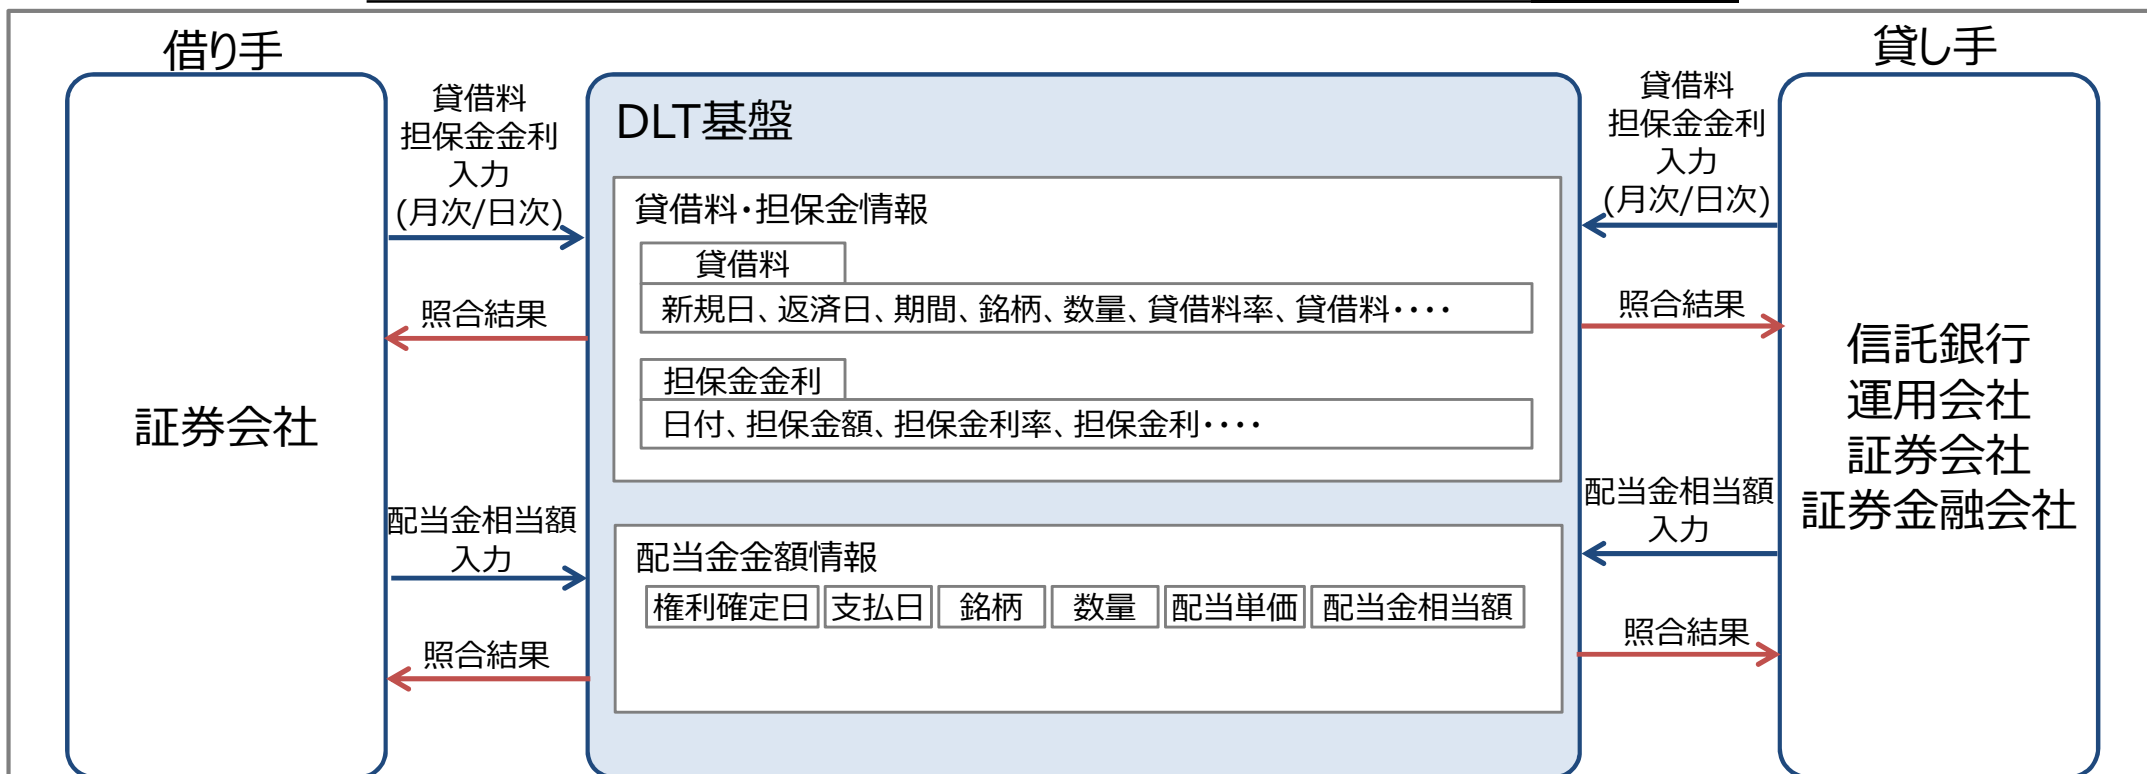 借り手
貸し手
貸借料
担保金金利
入力
(月次/日次)
照合結果
証券会社
配当金相当額
入力
照合結果
DLT基盤
貸借料・担保金情報
貸借料
新規日、返済日、期間、銘柄、数量、貸借料率、貸借料・・・・
担保金金利
日付、担保金額、担保金利率、担保金利・・・・
配当金金額情報
権利確定日 支払日 銘柄 数量 配当単価 配当金相当額
貸借料
担保金金利
入力
(月次/日次)
照合結果
配当金相当額
入力
照合結果
信託銀行
運用会社
証券会社
証券金融会社